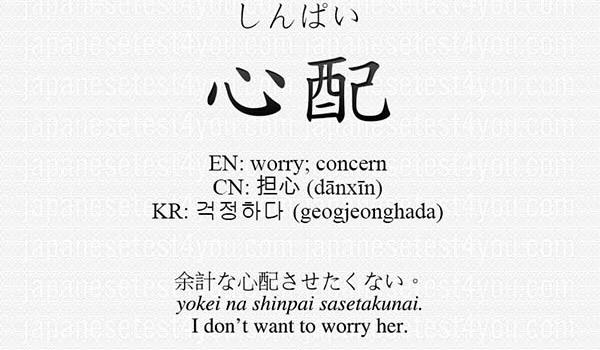 しんぱい
心配
EN: worry; concern
CN: 担心 (dānxīn)
KR: 걱정하다 (geogjeonghada)
余計な心配させたくない。
yokei na shinpai sasetakunai.
I don't want to worry her.